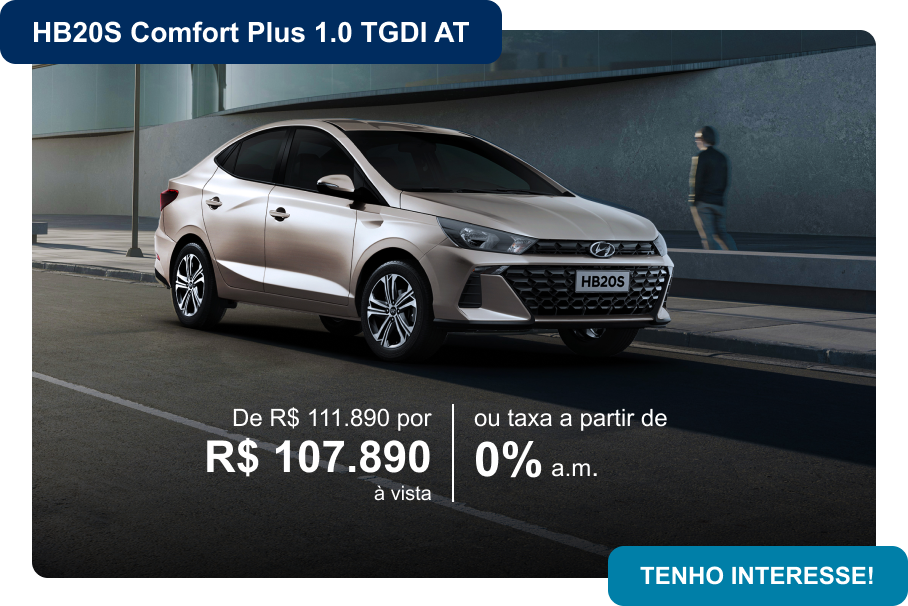 HB20S Comfort Plus 1.0 TGDI AT
HB20S
De R$ 111.890 por
R$ 107.890
à vista
ou taxa a partir de
0% a.m.
TENHO INTERESSE!